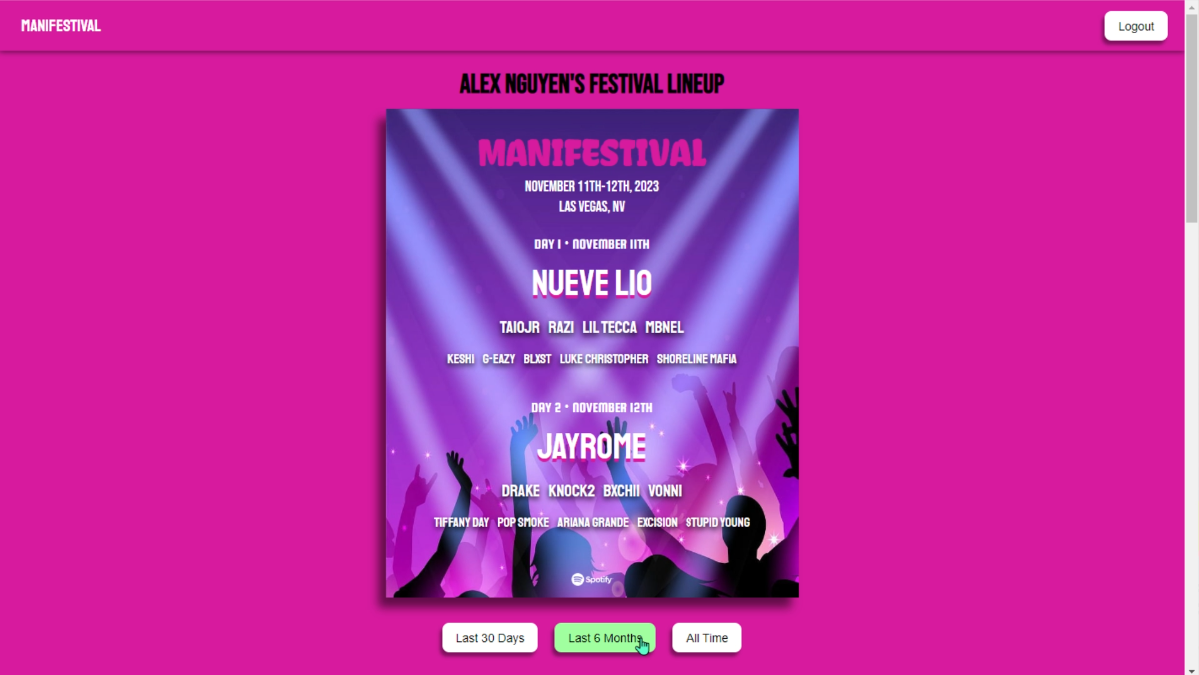 MANIFESTIVAL
Logout
ALEX NGUYEN'S FESTIVAL LINEUP
MANIFESTIVAL
NOVEMBER 11TH-12TH, 2023
LAS VEGAS, NV
DAY 1 • NOVEMBER 11TH
NUEVE LIO
TAIOJR RAZI LIL TECCA MBNEL
KESHI G-EAZY BLXST LUKE CHRISTOPHER SHORELINE MAFIA
DAY 2 • NOVEMBER 12TH
JAYROME
DRAKE KNOCK2 BXCHII VONNI
TIFFANY DAY POP SMOKE ARIANA GRANDE EXCISION $TUPID YOUNG
Spotify
Last 30 Days Last 6 Months All Time